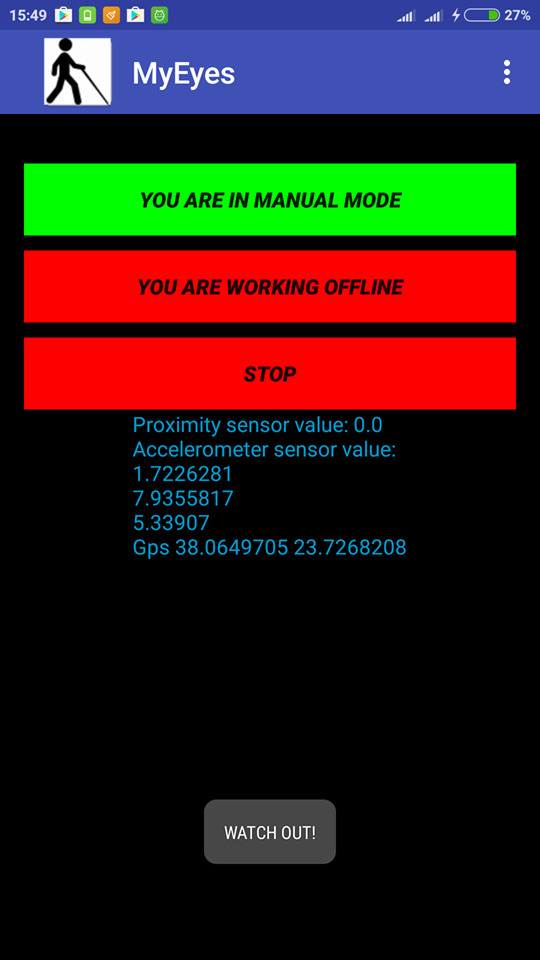 15:49
27%
MyEyes
YOU ARE IN MANUAL MODE
YOU ARE WORKING OFFLINE
STOP
Proximity sensor value: 0.0
Accelerometer sensor value:
1.7226281
7.9355817
5.33907
Gps 38.0649705 23.7268208
WATCH OUT!